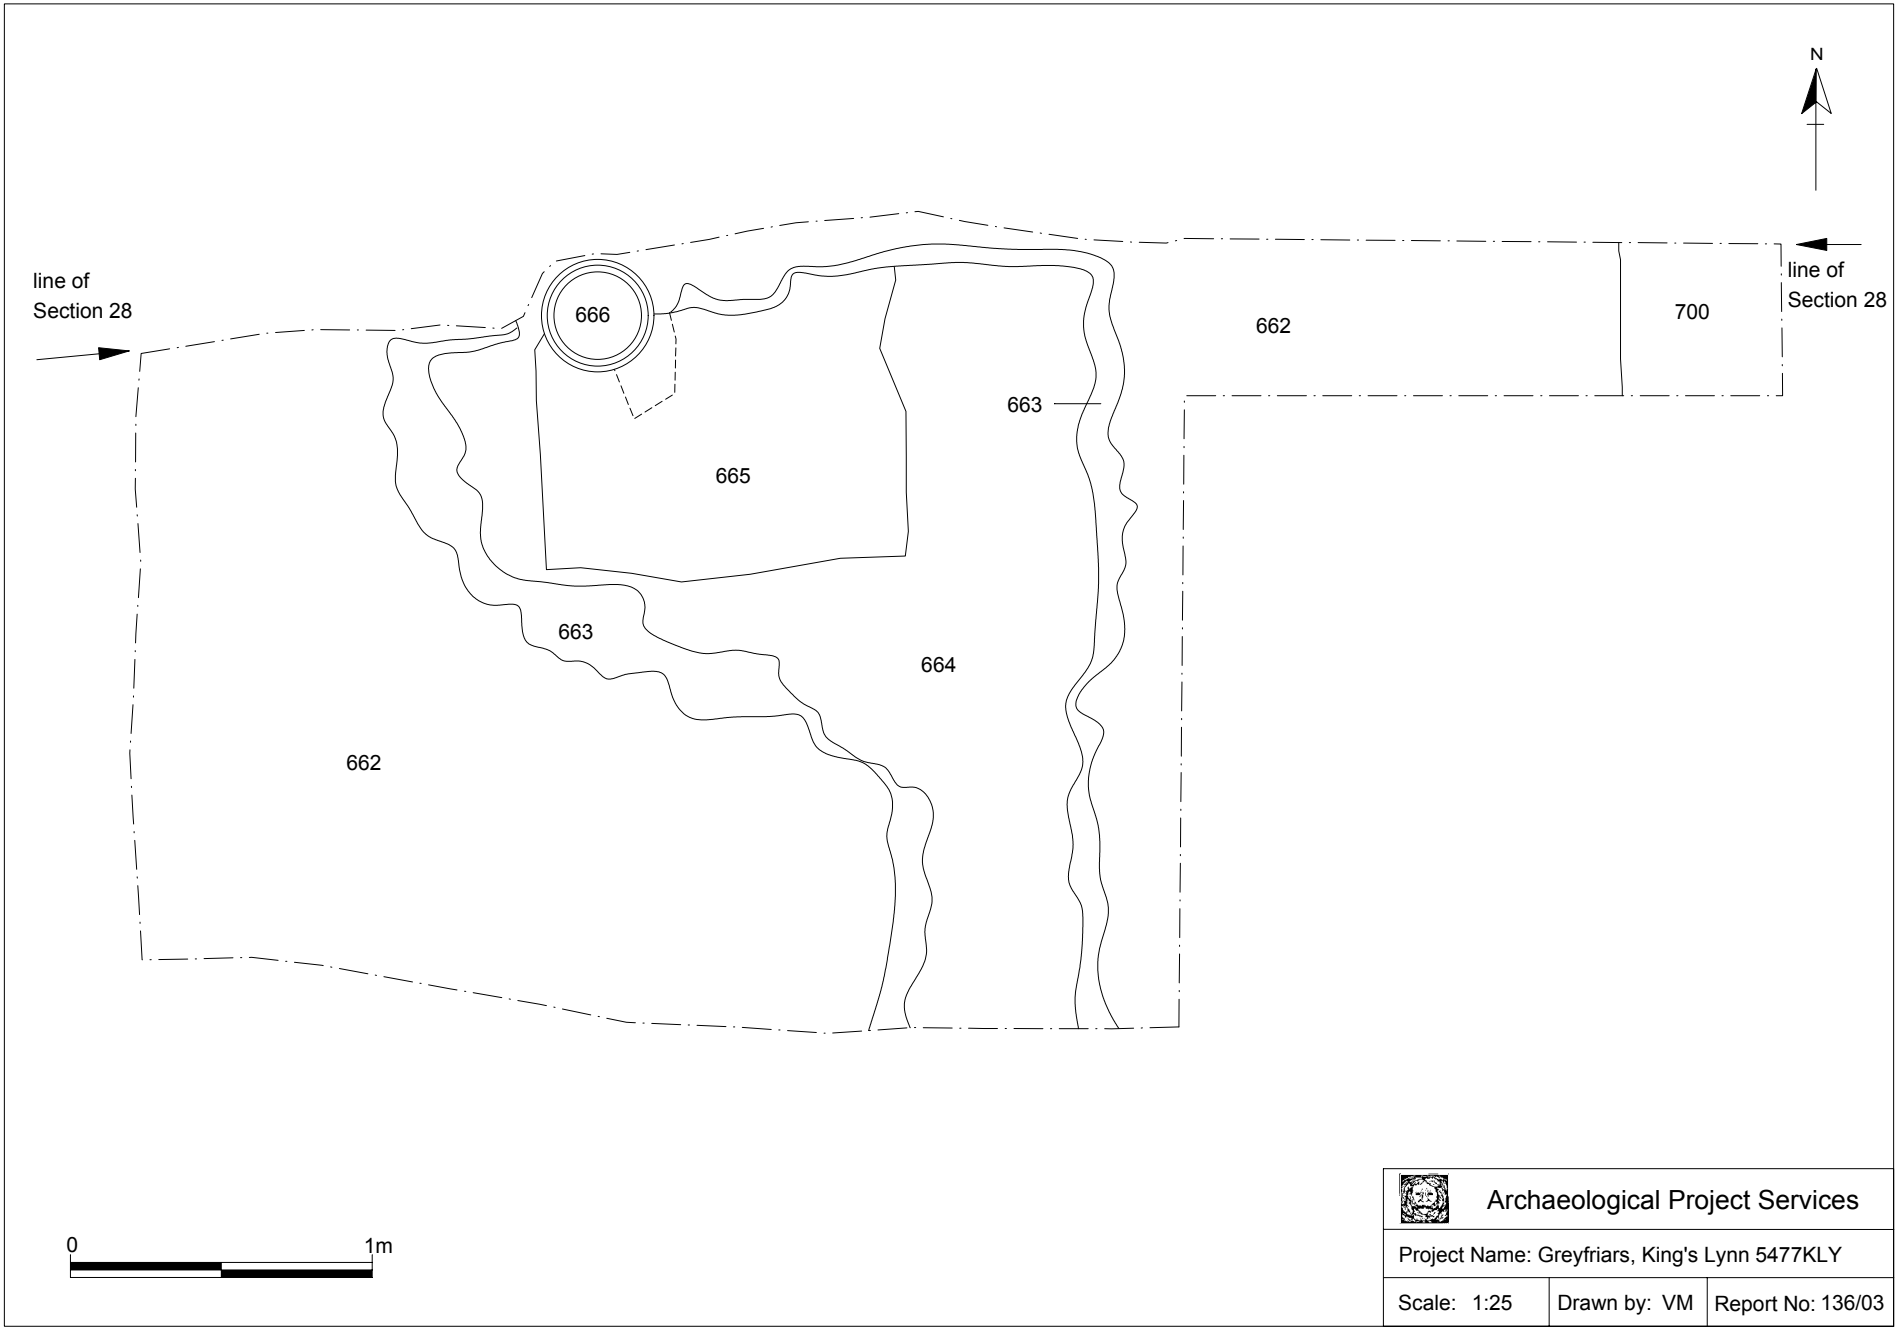 N
line of
Section 28
line of
Section 28
666
662
700
663
665
663
664
662
0 1m
Archaeological Project Services
Project Name: Greyfriars, King's Lynn 5477KLY
Scale: 1:25 Drawn by: VM Report No: 136/03